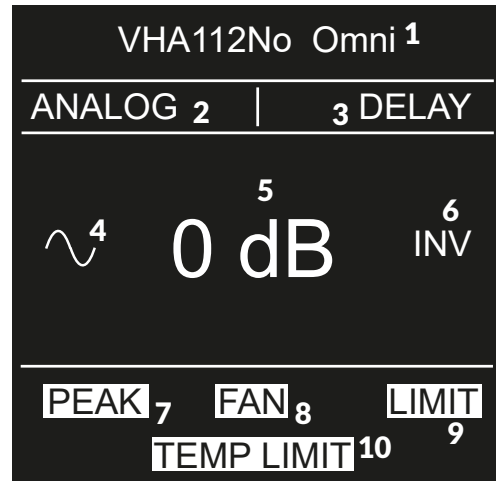 VHA112No Omni 1
ANALOG 2 | 3 DELAY
5
4 0 dB 6 INV
PEAK 7 FAN 8 LIMIT 9
TEMP LIMIT 10